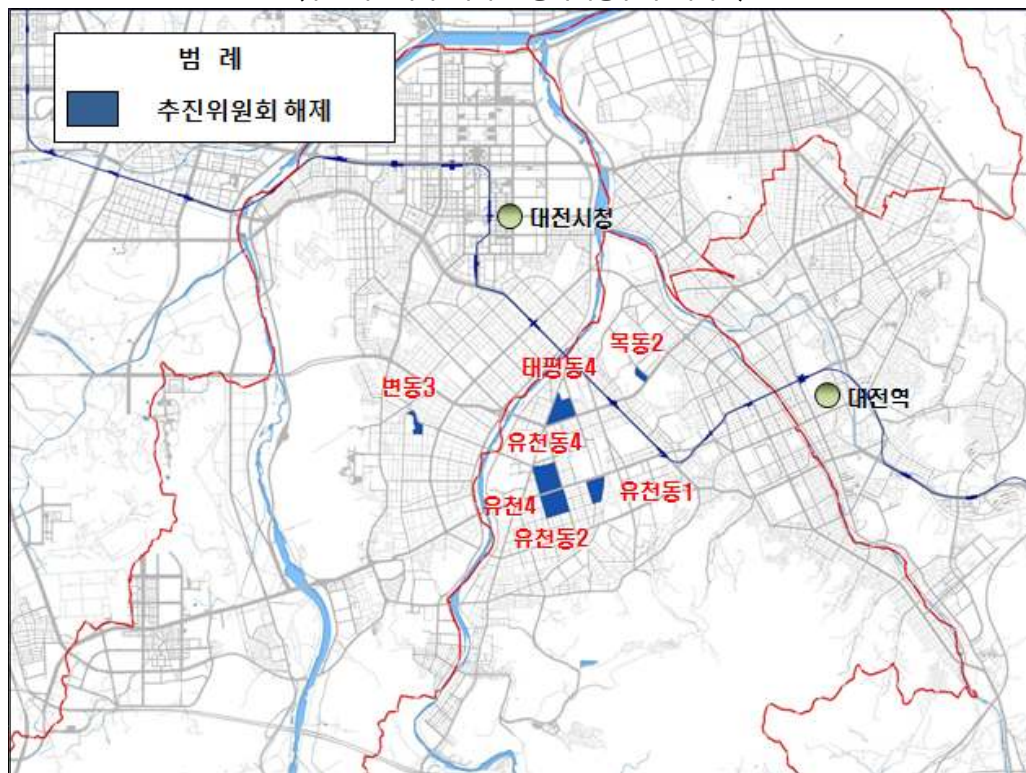 범 례
추진위원회 해제
대전시청
목동2
태평동4
변동3
대전역
유천동4
유천동1
유천4
유천동2